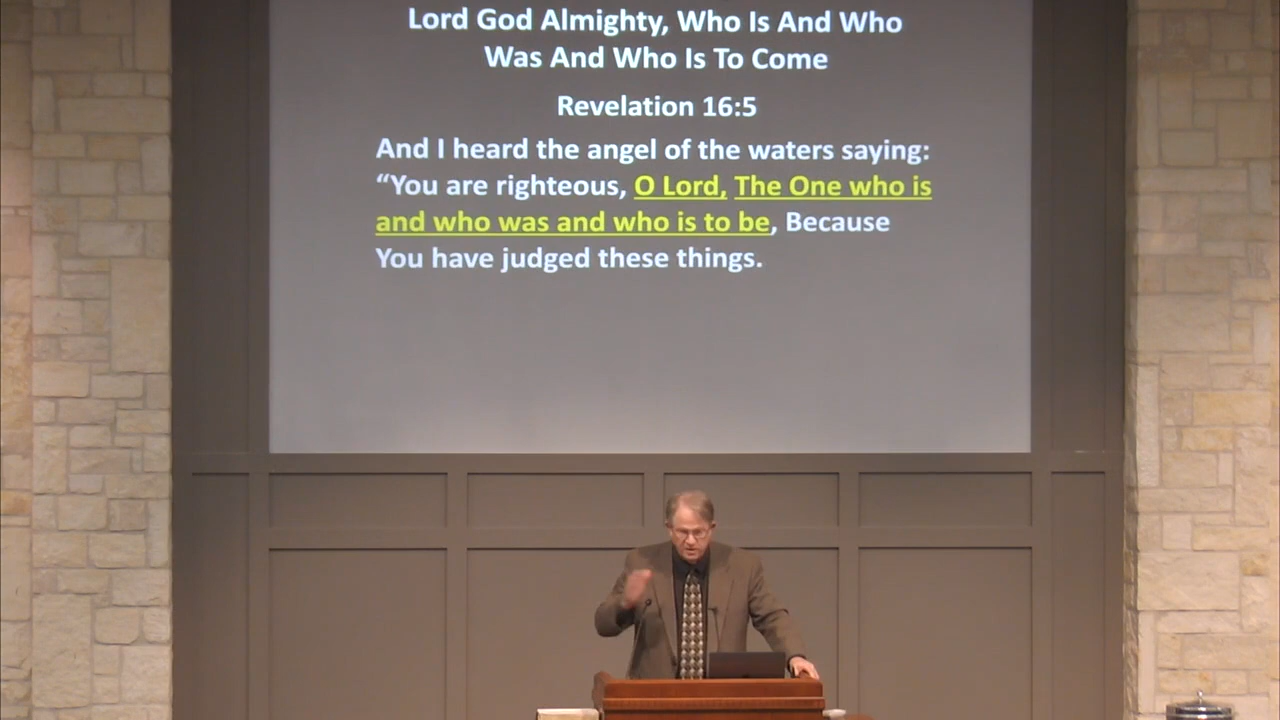 Lord God Almighty, Who Is And Who
Was And Who Is To Come
Revelation 16:5
And I heard the angel of the waters saying:
“You are righteous, O Lord, The One who is
and who was and who is to be, Because
You have judged these things.